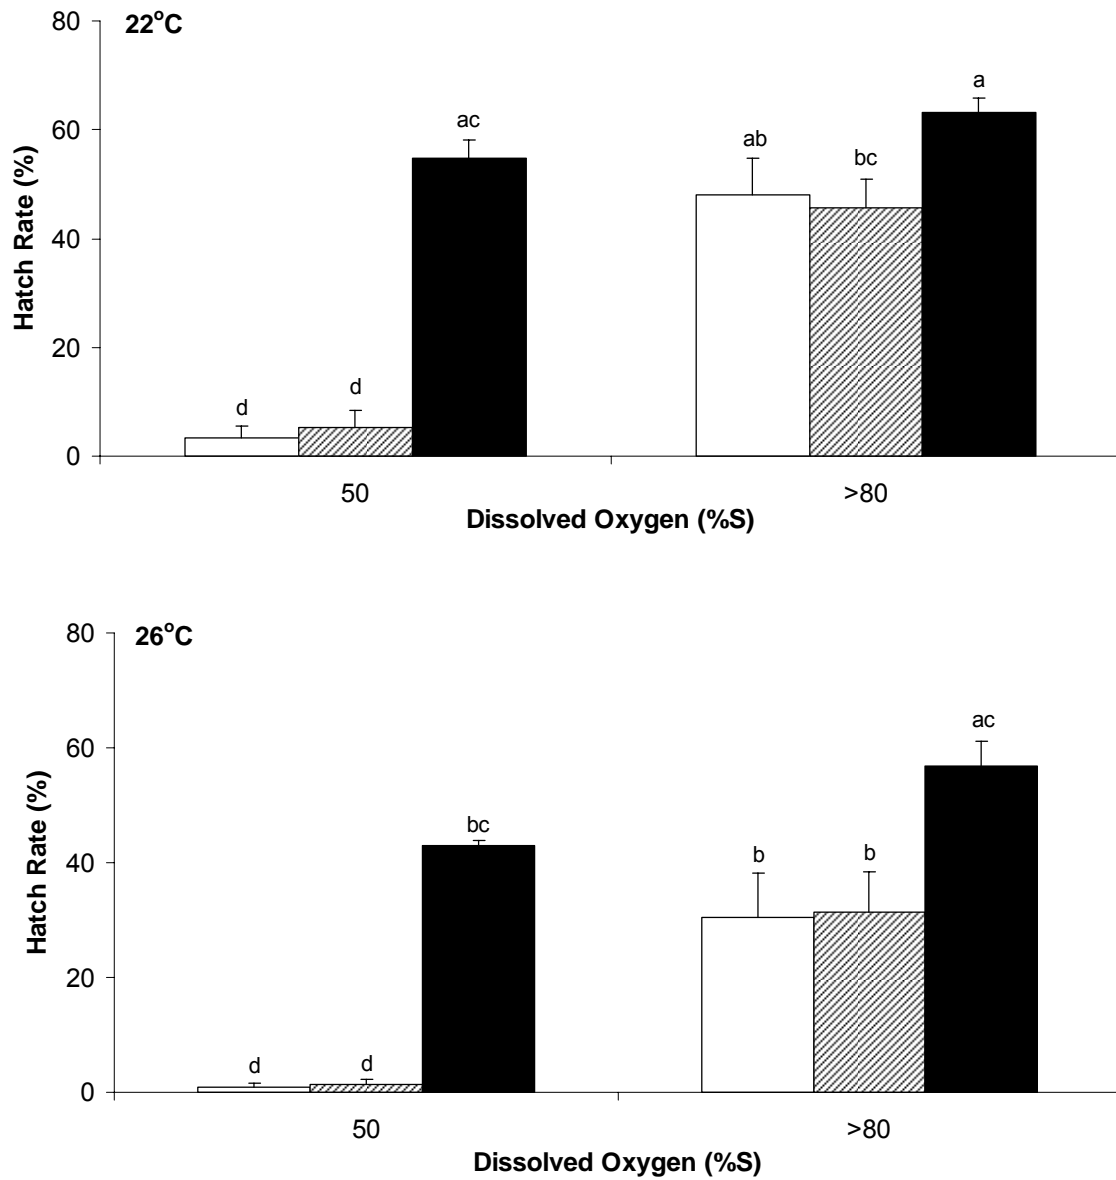 22°C
80
60
40
20
0
Hatch Rate (%)
d
d
ac
ab
bc
a
50
>80
Dissolved Oxygen (%S)
26°C
80
60
40
20
0
Hatch Rate (%)
d
d
bc
b
b
ac
50
>80
Dissolved Oxygen (%S)